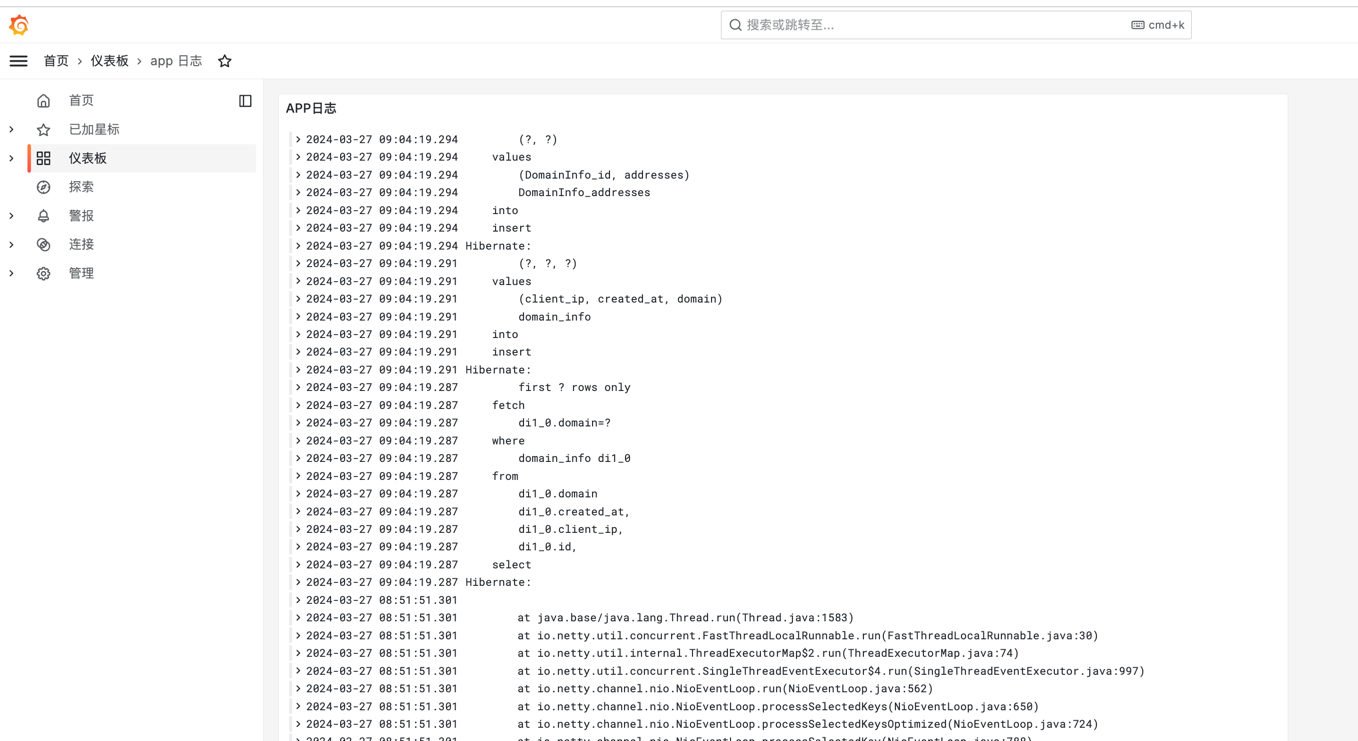 搜索或跳转至...
cmd+k
首页 › 仪表板 › app 日志
首页
已加星标
仪表板
探索
警报
连接
管理
APP日志
2024-03-27 09:04:19.294 (?, ?)
2024-03-27 09:04:19.294 values
2024-03-27 09:04:19.294 (DomainInfo_id, addresses)
2024-03-27 09:04:19.294 DomainInfo_addresses
2024-03-27 09:04:19.294 into
2024-03-27 09:04:19.294 insert
2024-03-27 09:04:19.294 Hibernate:
2024-03-27 09:04:19.291 (?, ?, ?)
2024-03-27 09:04:19.291 values
2024-03-27 09:04:19.291 (client_ip, created_at, domain)
2024-03-27 09:04:19.291 domain_info
2024-03-27 09:04:19.291 into
2024-03-27 09:04:19.291 insert
2024-03-27 09:04:19.291 Hibernate:
2024-03-27 09:04:19.287 first ? rows only
2024-03-27 09:04:19.287 fetch
2024-03-27 09:04:19.287 di1_0.domain=?
2024-03-27 09:04:19.287 where
2024-03-27 09:04:19.287 domain_info di1_0
2024-03-27 09:04:19.287 from
2024-03-27 09:04:19.287 di1_0.domain
2024-03-27 09:04:19.287 di1_0.created_at,
2024-03-27 09:04:19.287 di1_0.client_ip,
2024-03-27 09:04:19.287 di1_0.id,
2024-03-27 09:04:19.287 select
2024-03-27 09:04:19.287 Hibernate:
2024-03-27 08:51:51.301
2024-03-27 08:51:51.301 at java.base/java.lang.Thread.run(Thread.java:1583)
2024-03-27 08:51:51.301 at io.netty.util.concurrent.FastThreadLocalRunnable.run(FastThreadLocalRunnable.java:30)
2024-03-27 08:51:51.301 at io.netty.util.internal.ThreadExecutorMap$2.run(ThreadExecutorMap.java:74)
2024-03-27 08:51:51.301 at io.netty.util.concurrent.SingleThreadEventExecutor$4.run(SingleThreadEventExecutor.java:997)
2024-03-27 08:51:51.301 at io.netty.channel.nio.NioEventLoop.run(NioEventLoop.java:562)
2024-03-27 08:51:51.301 at io.netty.channel.nio.NioEventLoop.processSelectedKeys(NioEventLoop.java:650)
2024-03-27 08:51:51.301 at io.netty.channel.nio.NioEventLoop.processSelectedKeysOptimized(NioEventLoop.java:724)
2024-03-27 08:51:51.301 at io.netty.channel.nio.NioEventLoop.processSelectedKey(NioEventLoop.java:788)